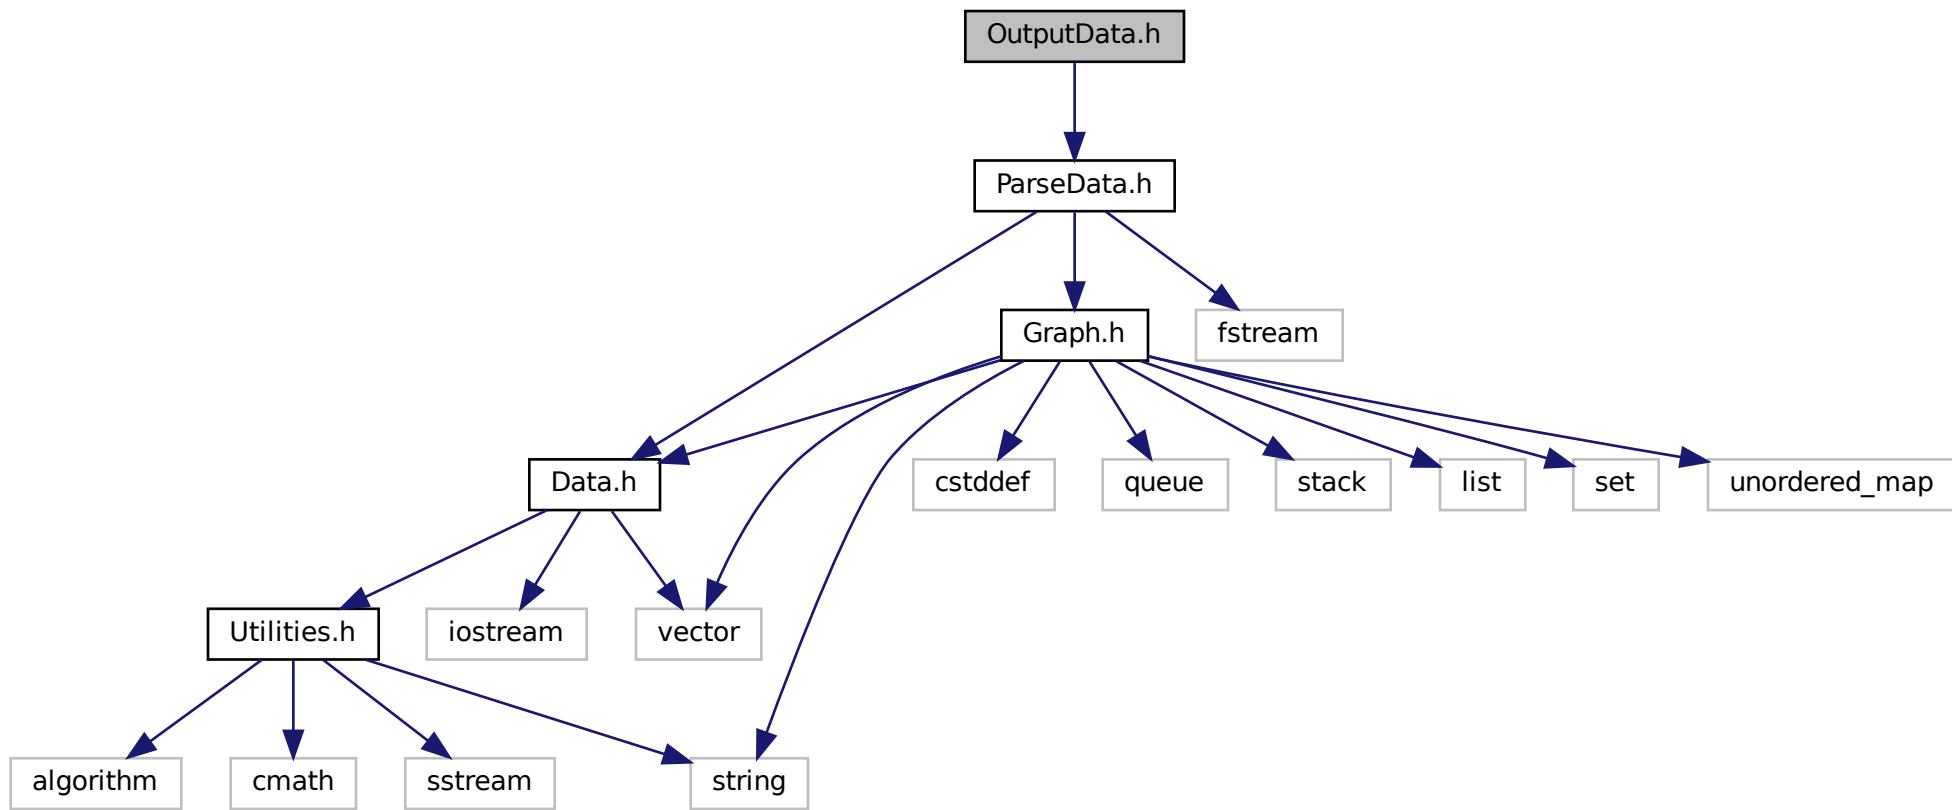 OutputData.h
ParseData.h
Graph.h
fstream
Data.h
cstddef
queue
stack
list
set
unordered_map
Utilities.h
iostream
vector
algorithm
cmath
sstream
string